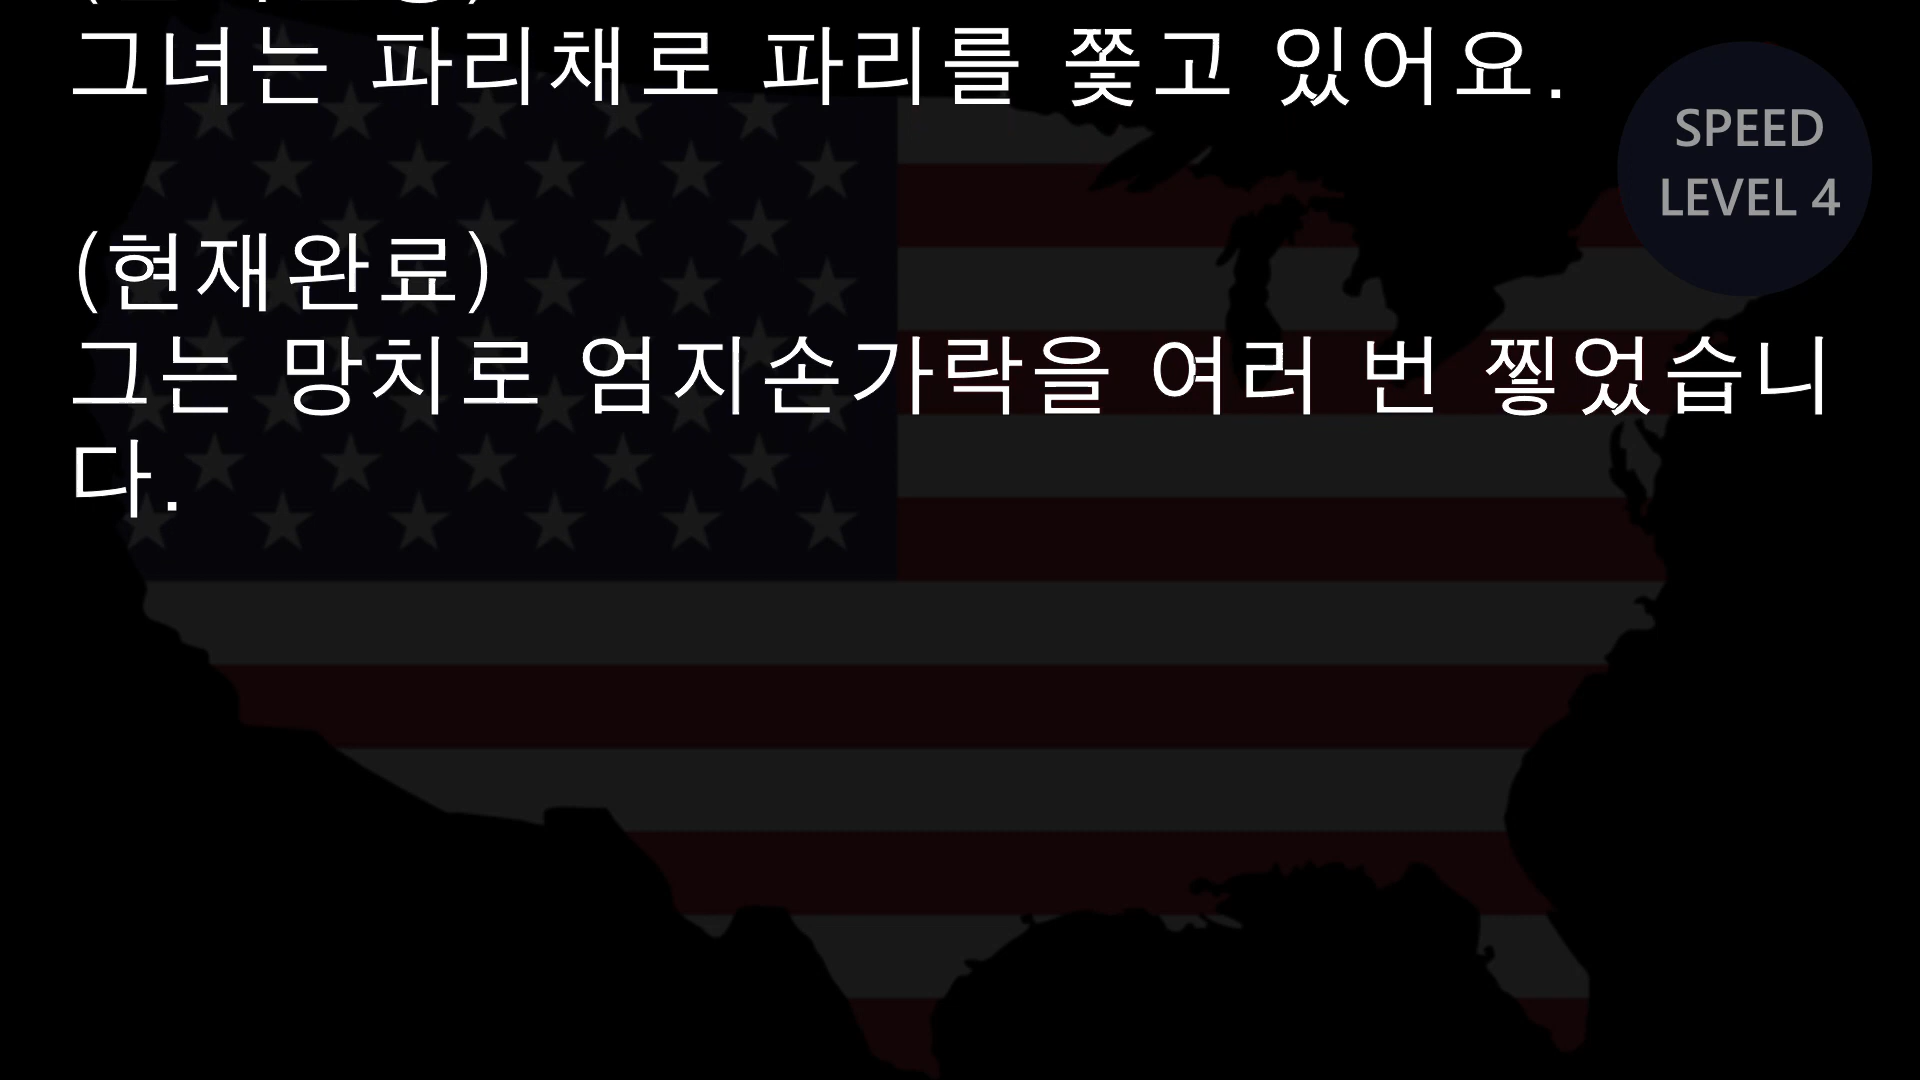 그녀는 파리채로 파리를 쫓고 있어요.
SPEED
LEVEL 4
(현재완료)
그는 망치로 엄지손가락을 여러 번 찧었습니
다.